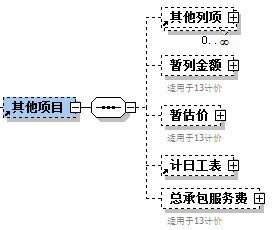 其他列项
0..∞
暂列金额
适用于13计价
其他项目
暂估价
适用于13计价
计日工表
总承包服务费
适用于13计价